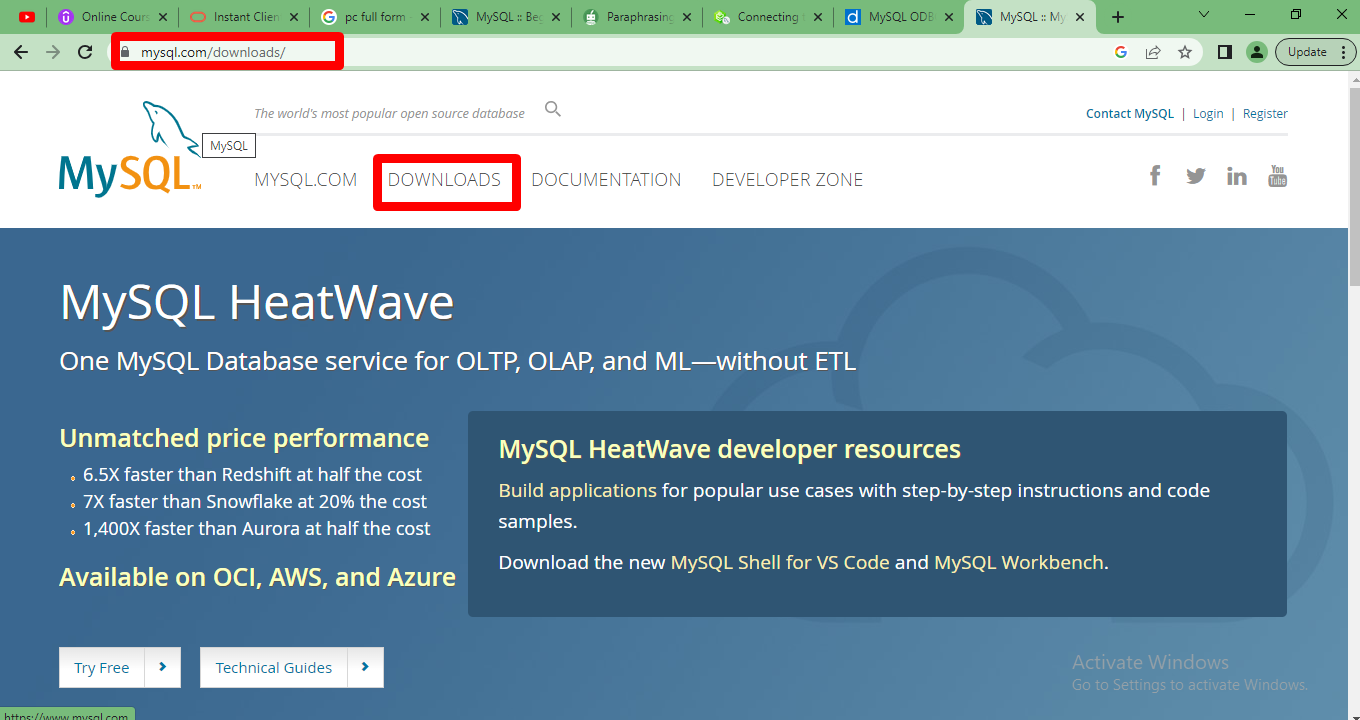 Online Cours
Instant Clien
pc full form -
MySQL :: Beg
Paraphrasing
Connecting t
MySQL ODB
MySQL :: My
mysql.com/downloads/
Update
The world's most popular open source database
Contact MySQL | Login | Register
MySQL™
MySQL
MYSQL.COM
DOWNLOADS
DOCUMENTATION
DEVELOPER ZONE
You
Tube
MySQL HeatWave
One MySQL Database service for OLTP, OLAP, and ML—without ETL
Unmatched price performance
6.5X faster than Redshift at half the cost
7X faster than Snowflake at 20% the cost
1,400X faster than Aurora at half the cost
Available on OCI, AWS, and Azure
MySQL HeatWave developer resources
Build applications for popular use cases with step-by-step instructions and code
samples.
Download the new MySQL Shell for VS Code and MySQL Workbench.
Try Free
Technical Guides
Activate Windows
Go to Settings to activate Windows.
https://www.mysql.com